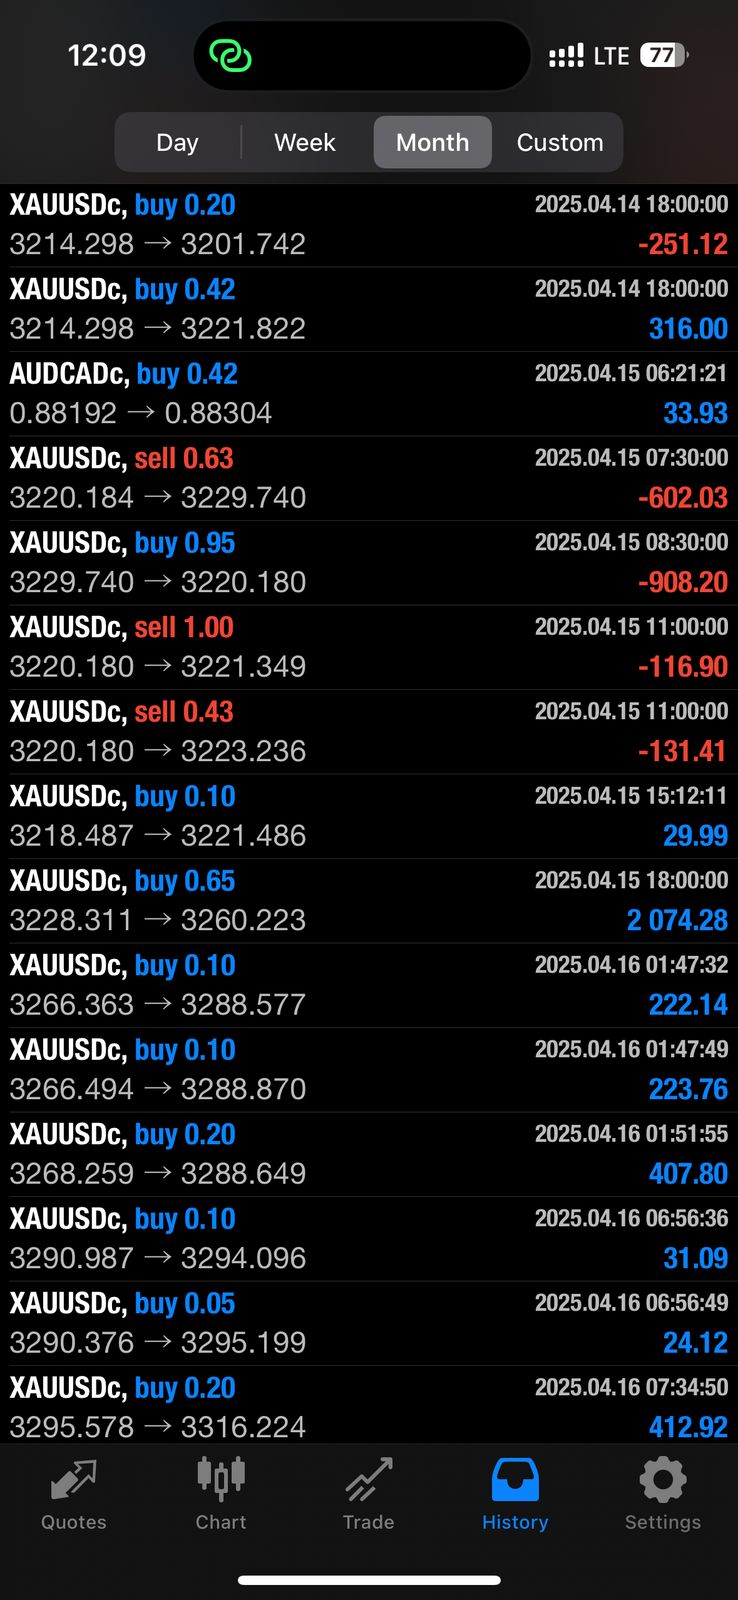 12:09 LTE 77
Day Week Month Custom
XAUUSDc, buy 0.20 2025.04.14 18:00:00
3214.298 → 3201.742 -251.12
XAUUSDc, buy 0.42 2025.04.14 18:00:00
3214.298 → 3221.822 316.00
AUDCADc, buy 0.42 2025.04.15 06:21:21
0.88192 → 0.88304 33.93
XAUUSDc, sell 0.63 2025.04.15 07:30:00
3220.184 → 3229.740 -602.03
XAUUSDc, buy 0.95 2025.04.15 08:30:00
3229.740 → 3220.180 -908.20
XAUUSDc, sell 1.00 2025.04.15 11:00:00
3220.180 → 3221.349 -116.90
XAUUSDc, sell 0.43 2025.04.15 11:00:00
3220.180 → 3223.236 -131.41
XAUUSDc, buy 0.10 2025.04.15 15:12:11
3218.487 → 3221.486 29.99
XAUUSDc, buy 0.65 2025.04.15 18:00:00
3228.311 → 3260.223 2 074.28
XAUUSDc, buy 0.10 2025.04.16 01:47:32
3266.363 → 3288.577 222.14
XAUUSDc, buy 0.10 2025.04.16 01:47:49
3266.494 → 3288.870 223.76
XAUUSDc, buy 0.20 2025.04.16 01:51:55
3268.259 → 3288.649 407.80
XAUUSDc, buy 0.10 2025.04.16 06:56:36
3290.987 → 3294.096 31.09
XAUUSDc, buy 0.05 2025.04.16 06:56:49
3290.376 → 3295.199 24.12
XAUUSDc, buy 0.20 2025.04.16 07:34:50
3295.578 → 3316.224 412.92
Quotes Chart Trade History Settings